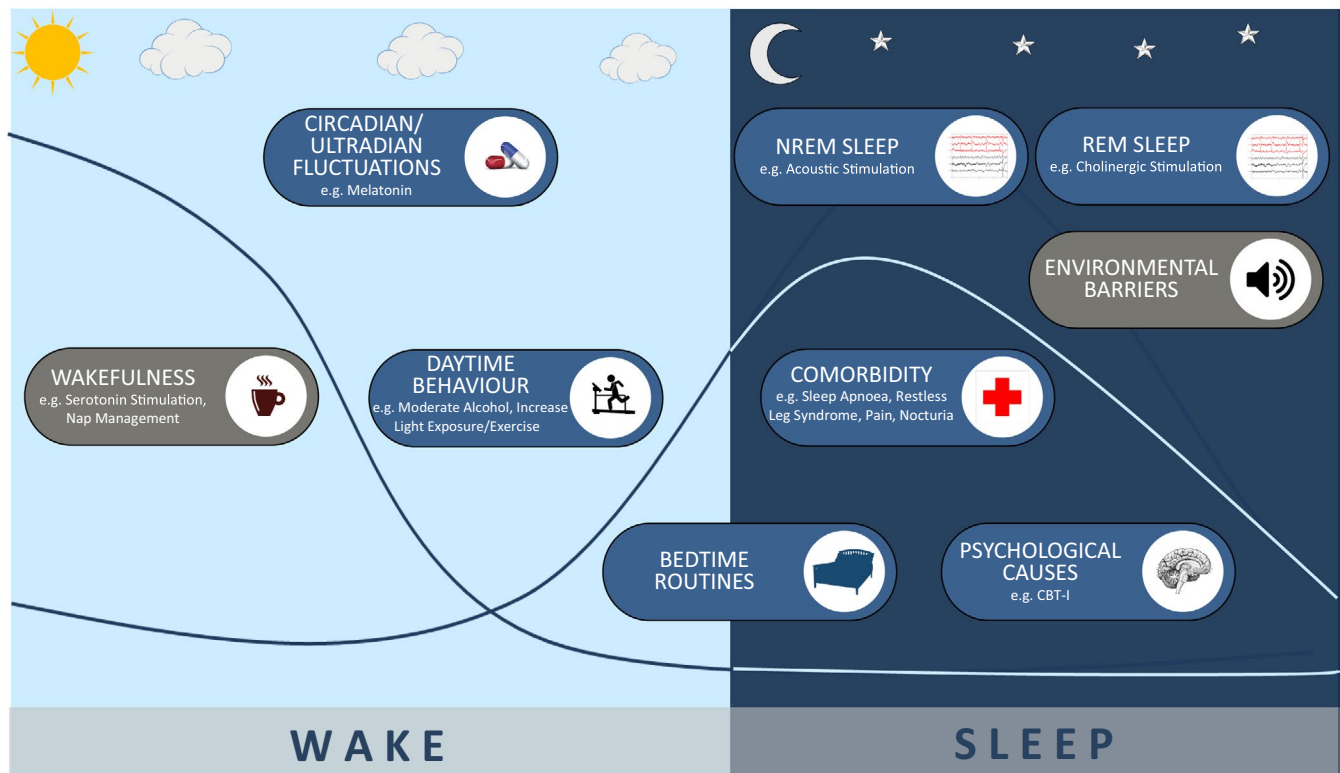 CIRCADIAN/
ULTRADIAN
FLUCTUATIONS
e.g. Melatonin
NREM SLEEP
e.g. Acoustic Stimulation
REM SLEEP
e.g. Cholinergic Stimulation
ENVIRONMENTAL
BARRIERS
WAKEFULNESS
e.g. Serotonin Stimulation,
Nap Management
DAYTIME
BEHAVIOUR
e.g. Moderate Alcohol, Increase
Light Exposure/Exercise
COMORBIDITY
e.g. Sleep Apnoea, Restless
Leg Syndrome, Pain, Nocturia
BEDTIME
ROUTINES
PSYCHOLOGICAL
CAUSES
e.g. CBT-I
WAKE
SLEEP